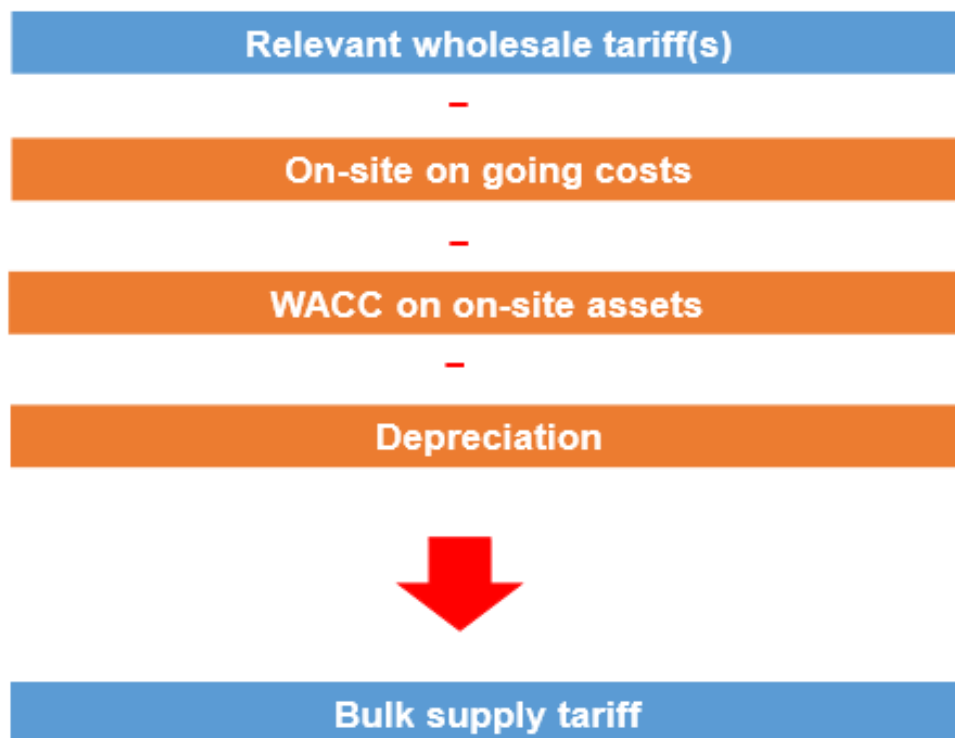 Relevant wholesale tariff(s)
–
On-site on going costs
–
WACC on on-site assets
–
Depreciation
Bulk supply tariff